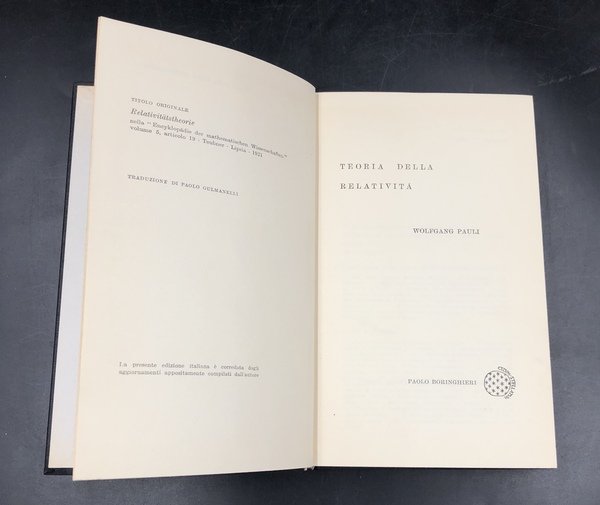 TITOLO ORIGINALE
Relativitätstheorie
nella "Encyklopädie der mathematischen Wissenschaften,"
volume 5, articolo 19 - Teubner - Lipsia - 1921
TRADUZIONE DI PAOLO GULMANELLI
La presente edizione italiana è corredata dagli
aggiornamenti appositamente compilati dall'autore
TEORIA DELLA
RELATIVITÀ
WOLFGANG PAULI
PAOLO BORINGHIERI